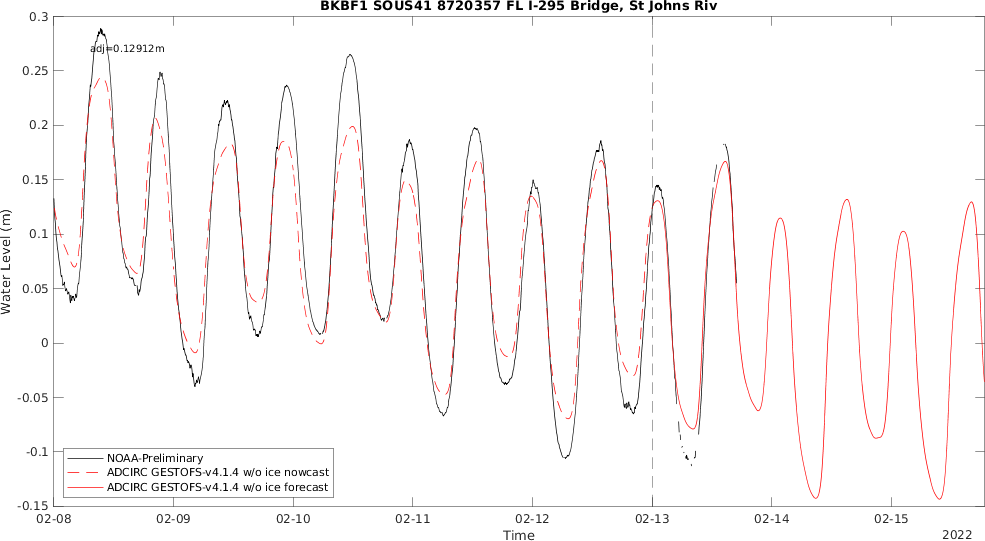 BKBF1 SOUS41 8720357 FL I-295 Bridge, St Johns Riv
adj=0.12912m
0.3
0.25
0.2
0.15
0.1
0.05
0
-0.05
-0.1
-0.15
Water Level (m)
NOAA-Preliminary
ADCIRC GESTOFS-v4.1.4 w/o ice nowcast
ADCIRC GESTOFS-v4.1.4 w/o ice forecast
02-08 02-09 02-10 02-11 02-12 02-13 02-14 02-15
Time
2022